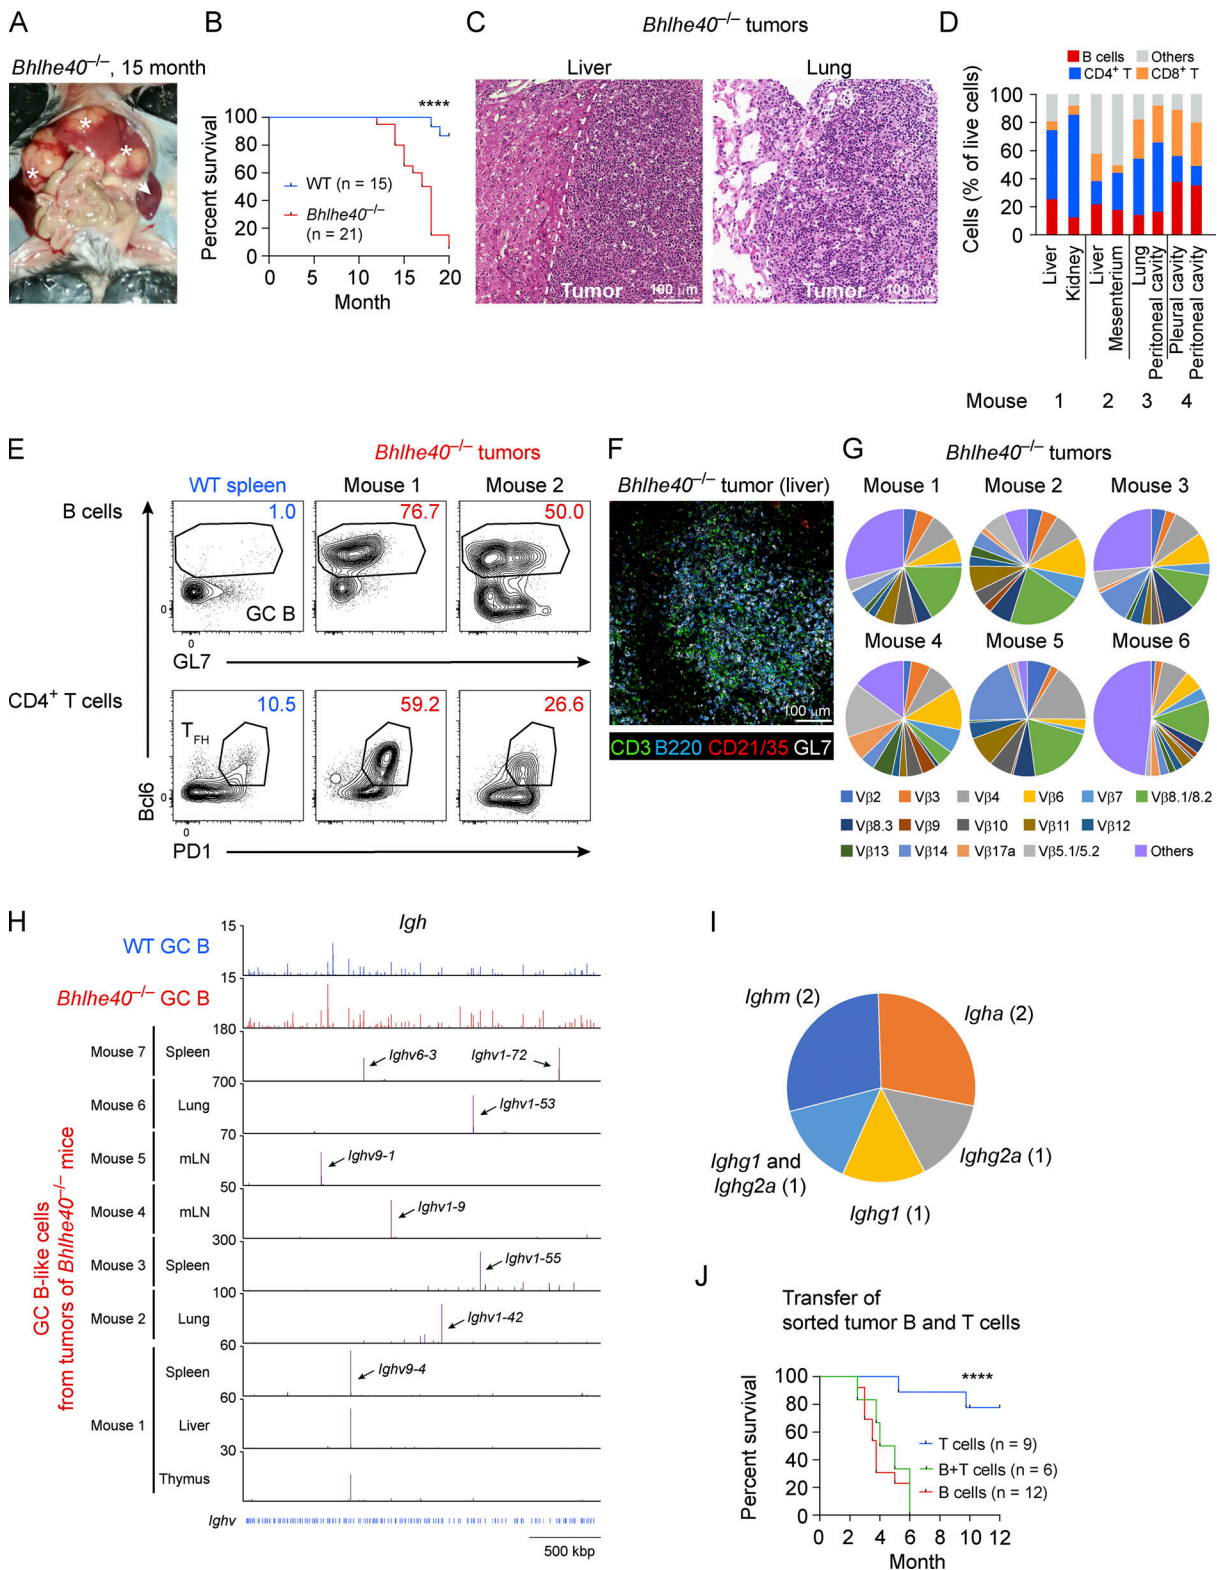 A
Bhlhe40–/–, 15 month
*
*
*
B
Percent survival
100
80
60
40
20
0
****
WT (n = 15)
Bhlhe40–/–
(n = 21)
0 5 10 15 20
Month
C
Bhlhe40–/– tumors
Liver
Lung
Tumor
100 µm
Tumor
100 µm
D
B cells
Others
CD4+ T
CD8+ T
Cells (% of live cells)
100
80
60
40
20
0
Liver
Kidney
Liver
Mesenterium
Lung
Peritoneal cavity
Pleural cavity
Peritoneal cavity
Mouse 1 2 3 4
E
Bhlhe40–/– tumors
WT spleen
Mouse 1
Mouse 2
B cells
1.0
76.7
50.0
0
GC B
0
GL7
CD4+ T cells
10.5
59.2
26.6
TFH
0
0
Bcl6
PD1
F
Bhlhe40–/– tumor (liver)
100 µm
CD3 B220 CD21/35 GL7
G
Bhlhe40–/– tumors
Mouse 1
Mouse 2
Mouse 3
Mouse 4
Mouse 5
Mouse 6
Vβ2 Vβ3 Vβ4 Vβ6 Vβ7 Vβ8.1/8.2
Vβ8.3 Vβ9 Vβ10 Vβ11 Vβ12
Vβ13 Vβ14 Vβ17a Vβ5.1/5.2 Others
H
Igh
WT GC B
15
Bhlhe40–/– GC B
15
GC B-like cells
from tumors of Bhlhe40–/– mice
180
Mouse 7 Spleen
Ighv6-3
Ighv1-72
700
Mouse 6 Lung
Ighv1-53
70
Mouse 5 mLN
Ighv9-1
50
Mouse 4 mLN
Ighv1-9
300
Mouse 3 Spleen
Ighv1-55
100
Mouse 2 Lung
Ighv1-42
60
Spleen
Ighv9-4
60
Mouse 1 Liver
30
Thymus
Ighv
500 kbp
I
Ighm (2)
Igha (2)
Ighg2a (1)
Ighg1 (1)
Ighg1 and
Ighg2a (1)
J
Transfer of
sorted tumor B and T cells
Percent survival
100
80
60
40
20
0
****
T cells (n = 9)
B+T cells (n = 6)
B cells (n = 12)
0 2 4 6 8 10 12
Month